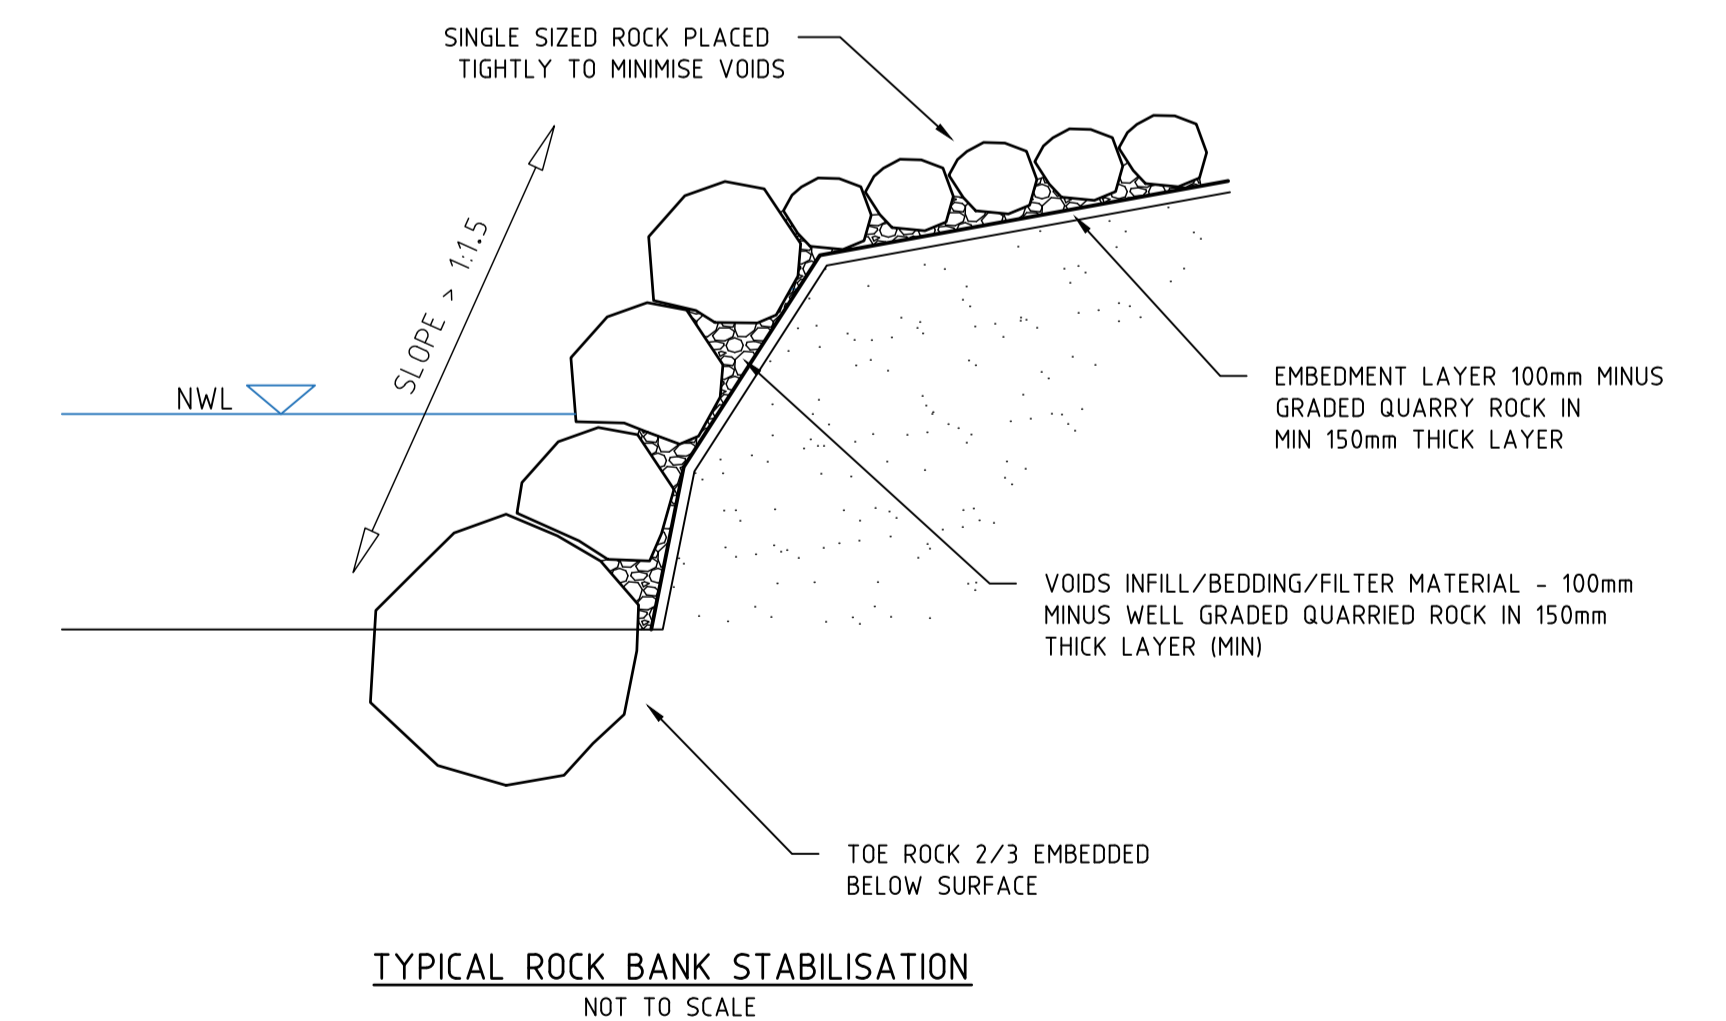 SINGLE SIZED ROCK PLACED
TIGHTLY TO MINIMISE VOIDS
SLOPE > 1:1.5
NWL
EMBEDMENT LAYER 100mm MINUS
GRADED QUARRY ROCK IN
MIN 150mm THICK LAYER
VOIDS INFILL/BEDDING/FILTER MATERIAL - 100mm
MINUS WELL GRADED QUARRIED ROCK IN 150mm
THICK LAYER (MIN)
TOE ROCK 2/3 EMBEDDED
BELOW SURFACE
TYPICAL ROCK BANK STABILISATION
NOT TO SCALE